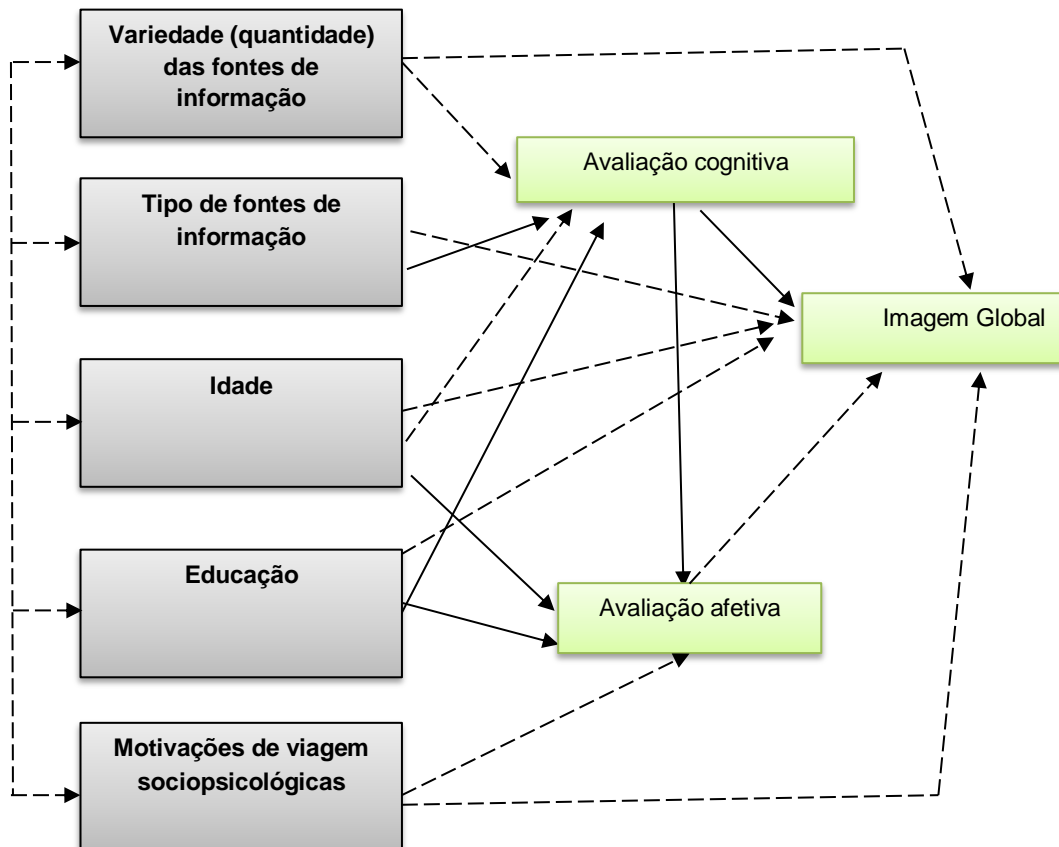 Variedade (quantidade)
das fontes de
informação
Avaliação cognitiva
Tipo de fontes de
informação
Imagem Global
Idade
Educação
Avaliação afetiva
Motivações de viagem
sociopsicológicas